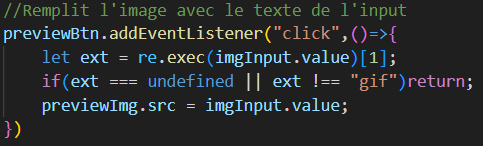 //Remplit l'image avec le texte de l'input
previewBtn.addEventListener("click",()=>{
    let ext = re.exec(imgInput.value)[1];
    if(ext === undefined || ext !== "gif")return;
    previewImg.src = imgInput.value;
})